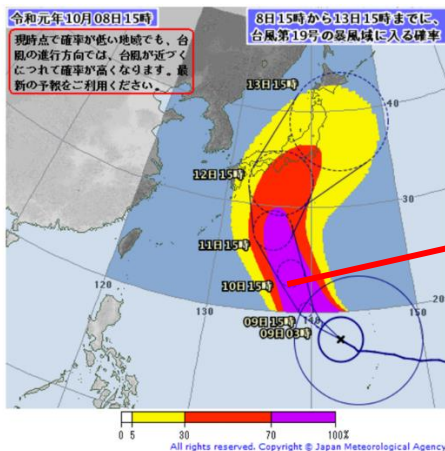 令和元年10月08日15時
8日15時から13日15時までに、
台風第19号の暴風域に入る確率
現時点で確率が低い地域でも、台
風の進行方向では、台風が近づく
につれて確率が高くなります。最
新の予報をご利用ください。
13日15時
40
12日15時
30
11日15時
10日15時
120
130
140
150
20
09日15時
09日03時
0 5 30 70 100%
All rights reserved. Copyright © Japan Meteorological Agency